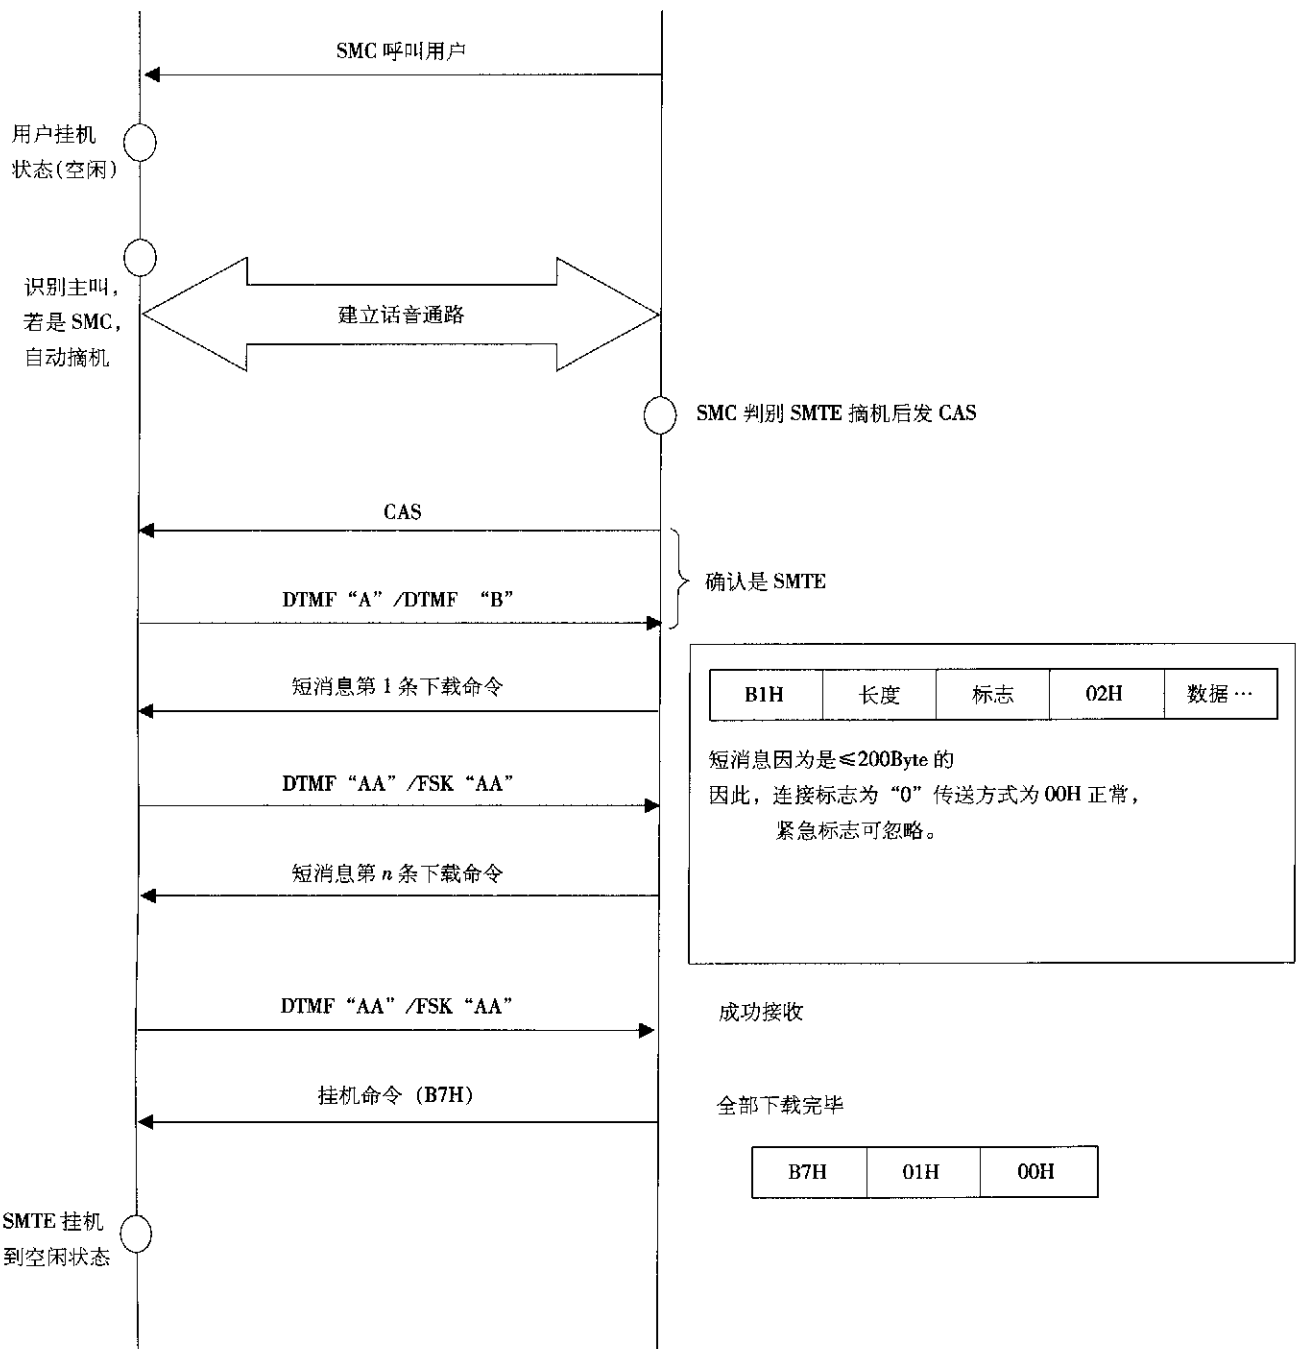 SMC 呼叫用户
用户挂机
状态(空闲)
识别主叫，
若是 SMC，
自动摘机
建立话音通路
SMC 判别 SMTE 摘机后发 CAS
CAS
确认是 SMTE
DTMF “A” /DTMF “B”
短消息第 1 条下载命令
B1H 长度 标志 02H 数据…
短消息因为是≤200Byte 的
因此，连接标志为 “0” 传送方式为 00H 正常，
紧急标志可忽略。
DTMF “AA” /FSK “AA”
短消息第 n 条下载命令
DTMF “AA” /FSK “AA”
成功接收
挂机命令 (B7H)
全部下载完毕
B7H 01H 00H
SMTE 挂机
到空闲状态